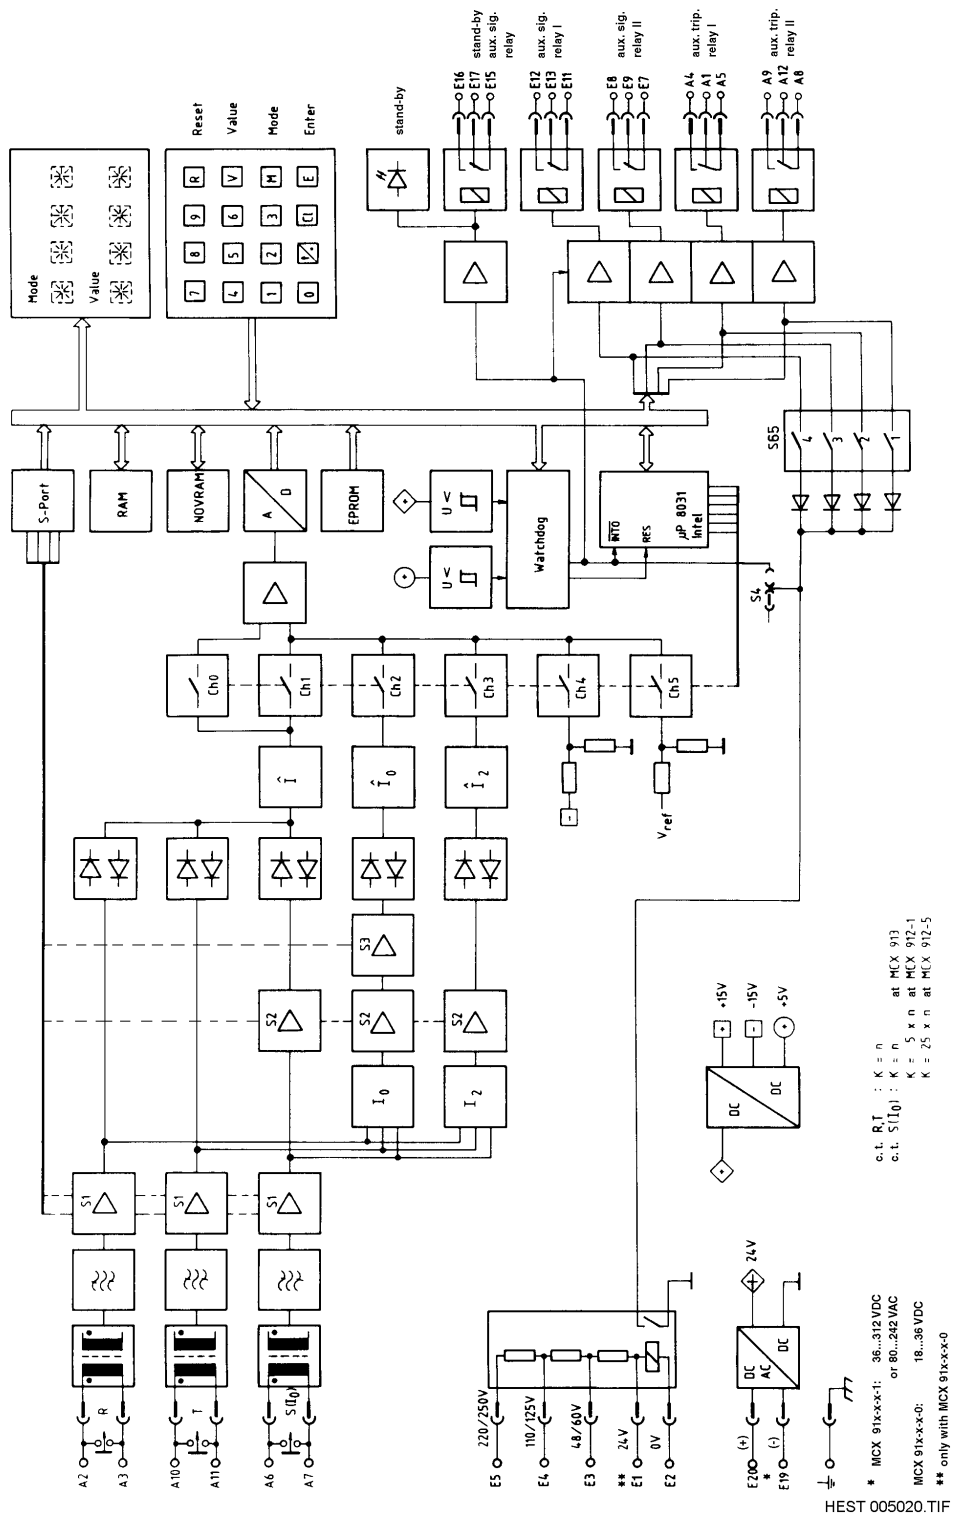 stand-by
aux. sig.
relay
aux. sig.
relay I
aux. sig.
relay II
aux. trip.
relay I
aux. trip.
relay II
E16
E17
E15
E12
E13
E11
E8
E9
E7
A4
A1
A5
A9
A12
A8
stand-by
Reset
Value
Mode
Enter
Mode
Value
7 8 9 R
4 5 6 V
1 2 3 M
0 +/. Cl E
S-Port
RAM
NOVRAM
A
D
EPROM
U<
U<
Watchdog
INT0
RES
µP 8031
Intel
S65
4
3
2
1
S4
Ch0
Ch1
Ch2
Ch3
Ch4
Ch5
Î
Î0
Î2
-
Vref
S3
S2
S2
S2
I0
I2
S1
S1
S1
R
T
S(I0)
A2
A3
A10
A11
A6
A7
220/250V
110/125V
48/60V
24V
0V
E5
E4
E3
** E1
E2
DC
DC
+15V
-15V
+5V
DC
AC
DC
24V
E20 (+)
*
E19 (-)
c.t. R,T : K = n
c.t. S(I0) : K = n at MCX 913
K = 5 x n at MCX 912-1
K = 25 x n at MCX 912-5
* MCX 91x-x-x-1: 36...312 VDC
or 80...242 VAC
MCX 91x-x-x-0: 18...36 VDC
** only with MCX 91x-x-x-0
HEST 005020.TIF